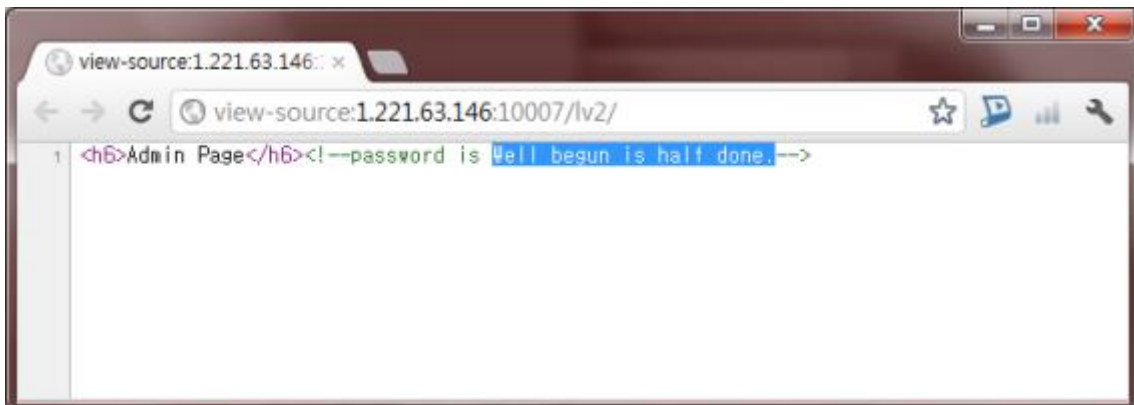 view-source:1.221.63.146:
view-source:1.221.63.146:10007/lv2/
1 <h6>Admin Page</h6><!--password is Well begun is half done.-->